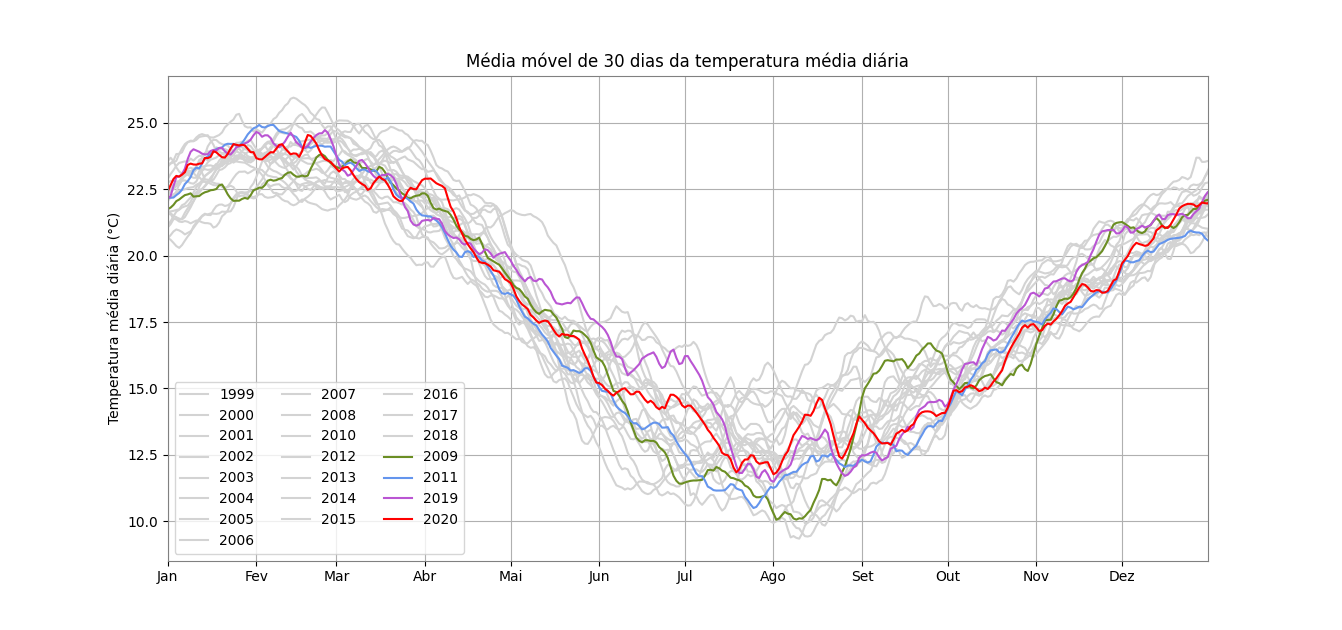 Média móvel de 30 dias da temperatura média diária
Temperatura média diária (°C)
25.0
22.5
20.0
17.5
15.0
12.5
10.0
1999 2007 2016
2000 2008 2017
2001 2010 2018
2002 2012 2009
2003 2013 2011
2004 2014 2019
2005 2015 2020
2006
Jan Fev Mar Abr Mai Jun Jul Ago Set Out Nov Dez